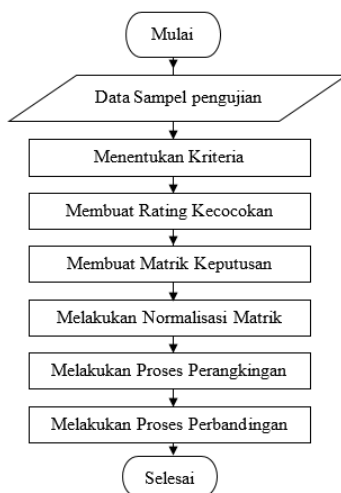 Mulai
Data Sampel pengujian
Menentukan Kriteria
Membuat Rating Kecocokan
Membuat Matrik Keputusan
Melakukan Normalisasi Matrik
Melakukan Proses Perangkingan
Melakukan Proses Perbandingan
Selesai